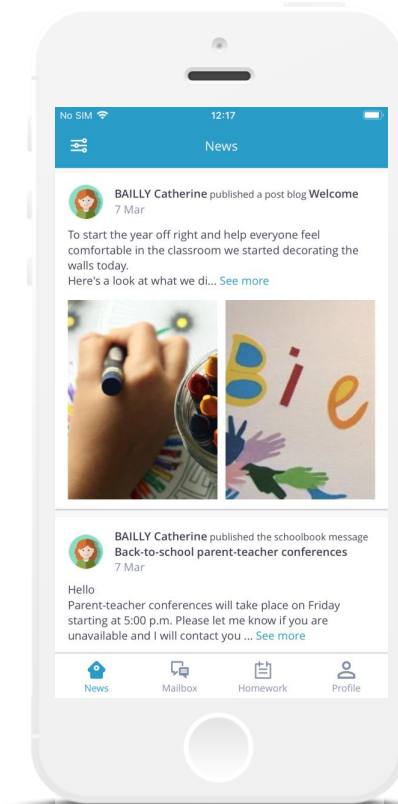 No SIM 12:17
News
BAILLY Catherine published a post blog Welcome
7 Mar
To start the year off right and help everyone feel
comfortable in the classroom we started decorating the
walls today.
Here's a look at what we di... See more
Bie
BAILLY Catherine published the schoolbook message
Back-to-school parent-teacher conferences
7 Mar
Hello
Parent-teacher conferences will take place on Friday
starting at 5:00 p.m. Please let me know if you are
unavailable and I will contact you ... See more
News Mailbox Homework Profile